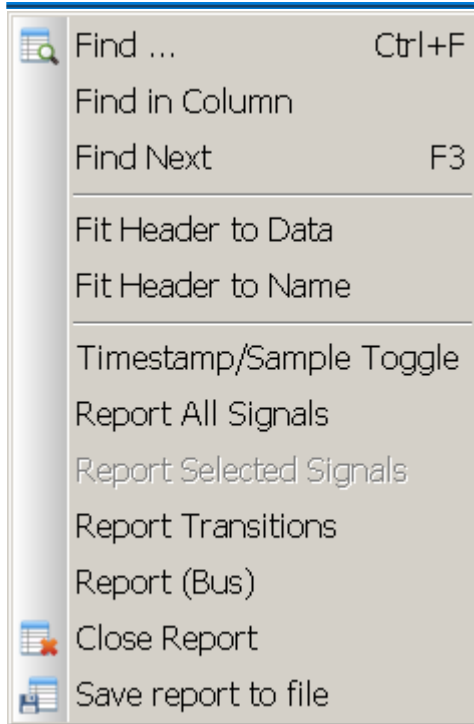 Find ... Ctrl+F
Find in Column
Find Next F3
Fit Header to Data
Fit Header to Name
Timestamp/Sample Toggle
Report All Signals
Report Selected Signals
Report Transitions
Report (Bus)
Close Report
Save report to file